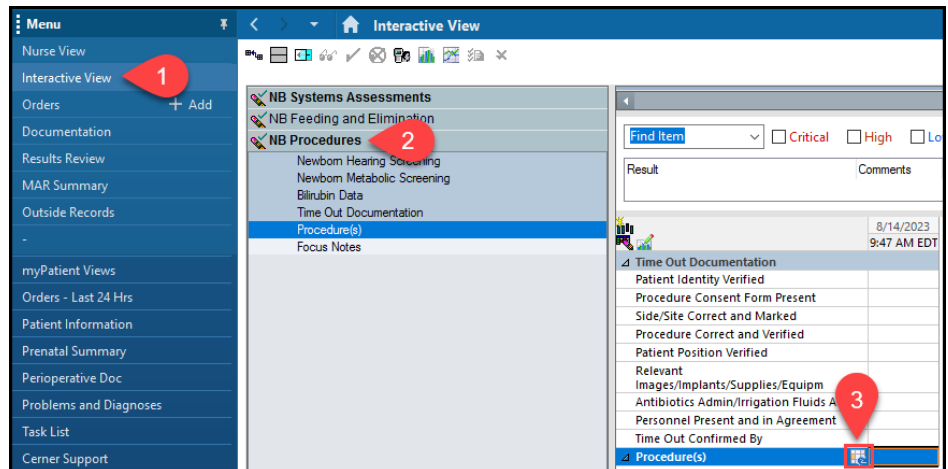 Menu
Interactive View
Nurse View
Interactive View
1
Orders
+ Add
Documentation
Results Review
MAR Summary
Outside Records
-
myPatient Views
Orders - Last 24 Hrs
Patient Information
Prenatal Summary
Perioperative Doc
Problems and Diagnoses
Task List
Cerner Support
NB Systems Assessments
NB Feeding and Elimination
NB Procedures
2
Newborn Hearing Screening
Newborn Metabolic Screening
Bilirubin Data
Time Out Documentation
Procedure(s)
Focus Notes
Find Item
Critical
High
Lo
Result
Comments
8/14/2023
9:47 AM EDT
Time Out Documentation
Patient Identity Verified
Procedure Consent Form Present
Side/Site Correct and Marked
Procedure Correct and Verified
Patient Position Verified
Relevant
Images/Implants/Supplies/Equipm
Antibiotics Admin/Irrigation Fluids A
3
Personnel Present and in Agreement
Time Out Confirmed By
Procedure(s)